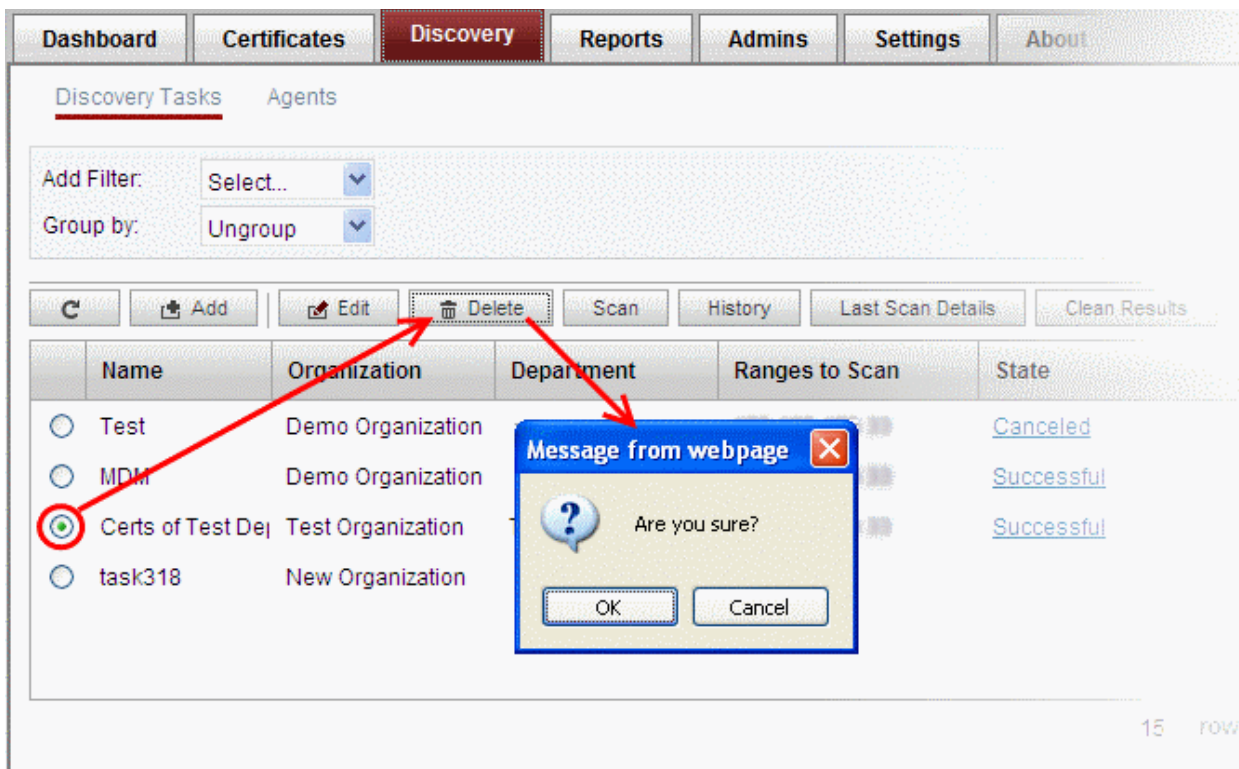 Dashboard Certificates Discovery Reports Admins Settings About
Discovery Tasks Agents
Add Filter: Select...
Group by: Ungroup
Add Edit Delete Scan History Last Scan Details Clean Results
Name Organization Department Ranges to Scan State
Test Demo Organization Canceled
MDM Demo Organization Successful
Certs of Test Dep Test Organization Successful
task318 New Organization
Message from webpage
Are you sure?
OK Cancel
15 row